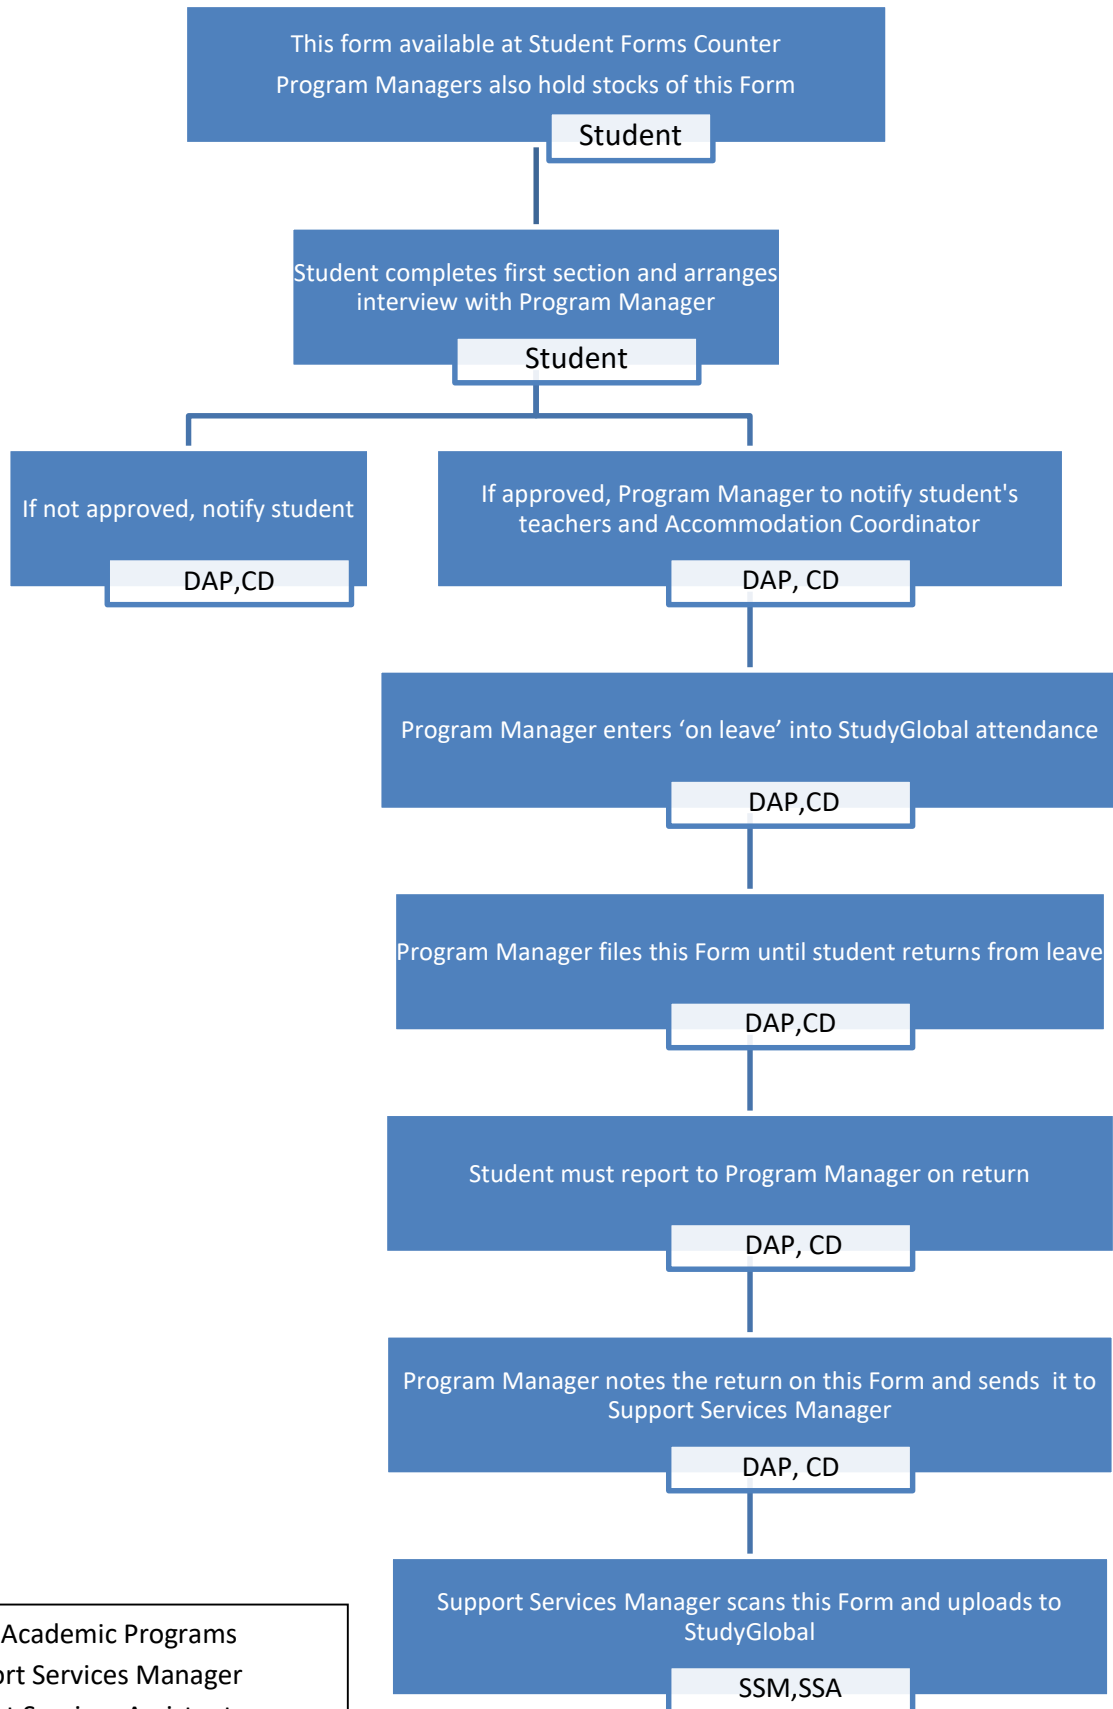 This form available at Student Forms Counter
Program Managers also hold stocks of this Form
Student
Student completes first section and arranges
interview with Program Manager
Student
If not approved, notify student
DAP,CD
If approved, Program Manager to notify student's
teachers and Accommodation Coordinator
DAP, CD
Program Manager enters ‘on leave’ into StudyGlobal attendance
DAP,CD
Program Manager files this Form until student returns from leave
DAP,CD
Student must report to Program Manager on return
DAP, CD
Program Manager notes the return on this Form and sends  it to
Support Services Manager
DAP, CD
Support Services Manager scans this Form and uploads to
StudyGlobal
SSM,SSA
Academic Programs
Services Manager